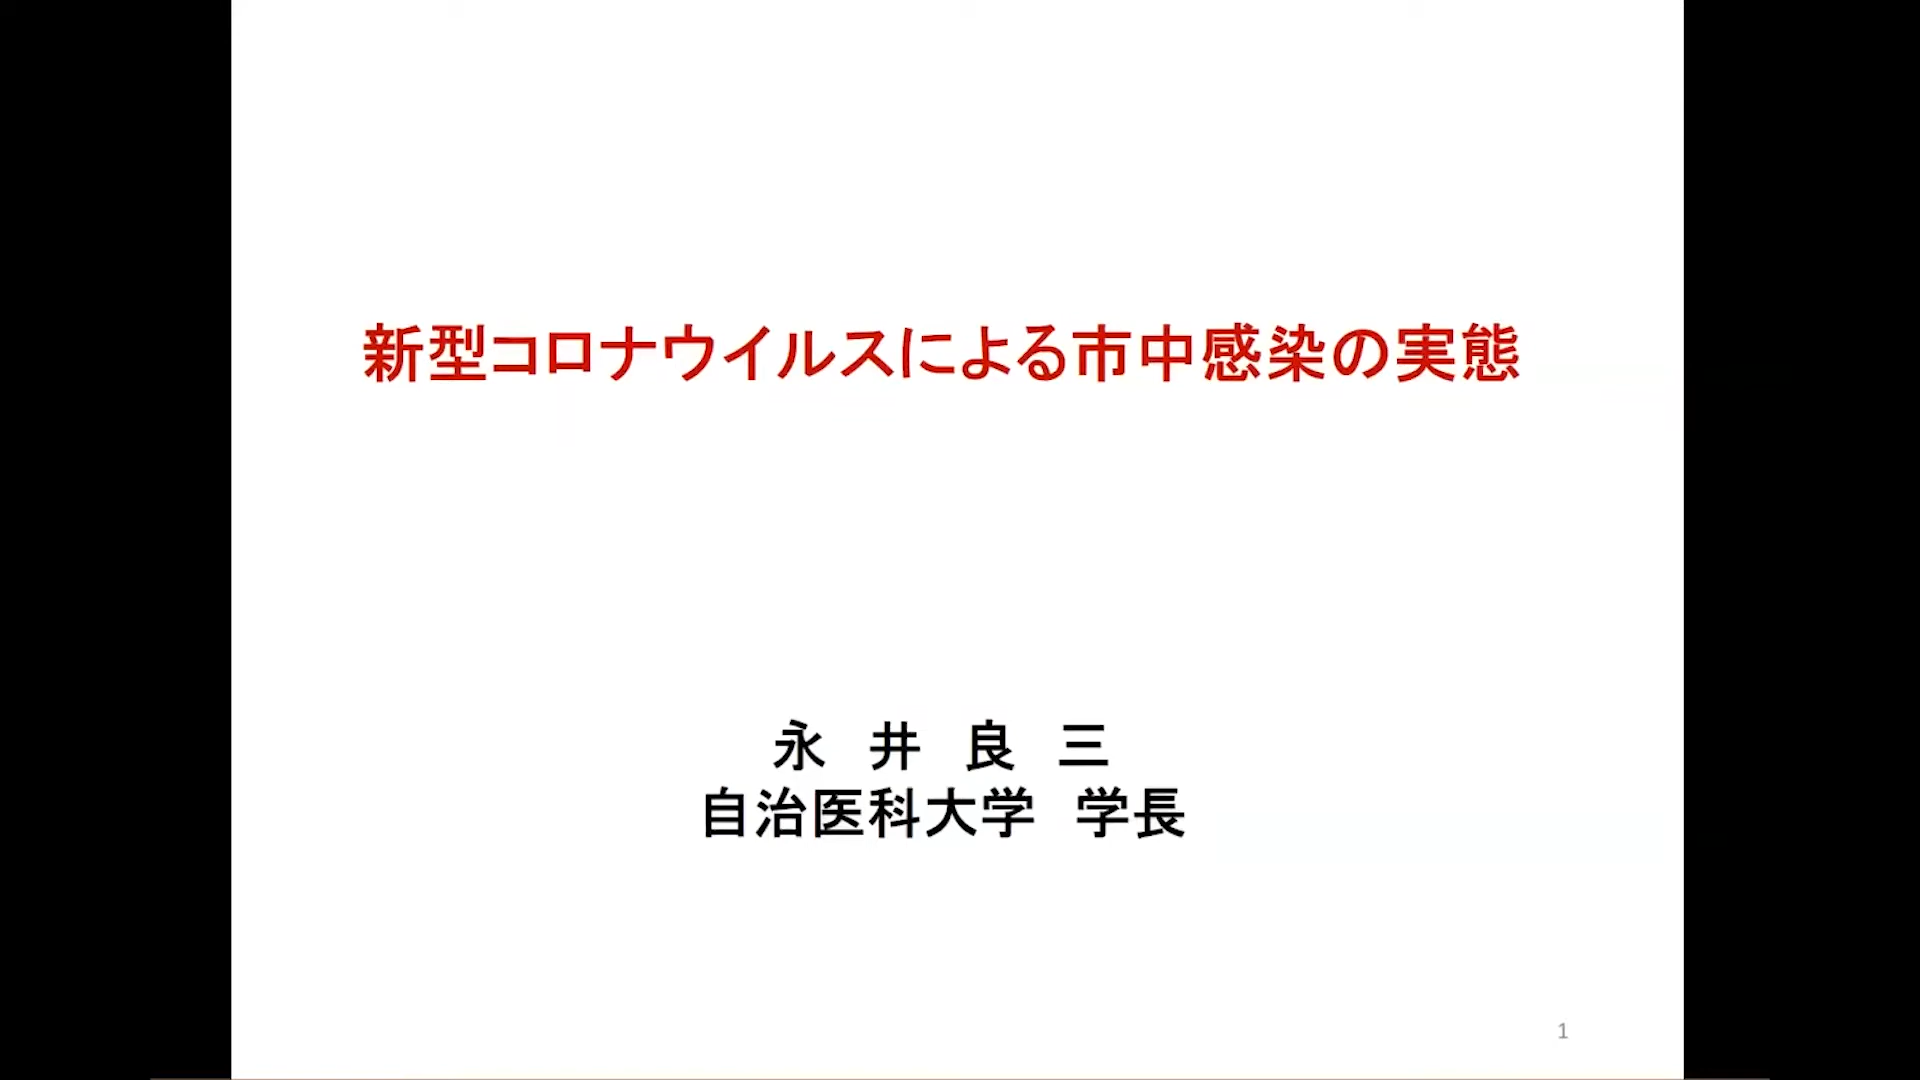 新型コロナウイルスによる市中感染の実態
永　井　良　三
自治医科大学　学長
1